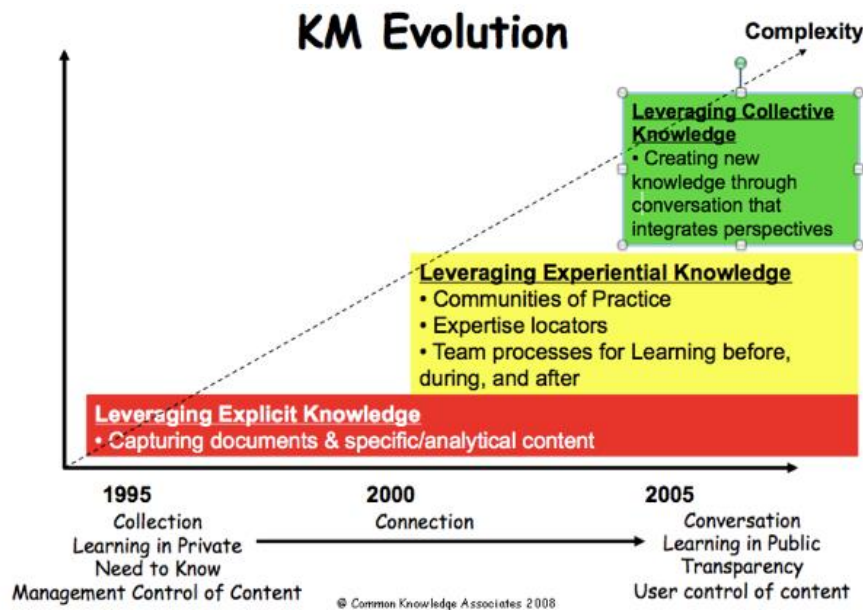 KM Evolution
Complexity
Leveraging Collective
Knowledge
• Creating new
knowledge through
conversation that
integrates perspectives
Leveraging Experiential Knowledge
• Communities of Practice
• Expertise locators
• Team processes for Learning before,
during, and after
Leveraging Explicit Knowledge
• Capturing documents & specific/analytical content
1995
2000
2005
Collection
Connection
Conversation
Learning in Private
Learning in Public
Need to Know
Transparency
Management Control of Content
User control of content
@ Common Knowledge Associates 2008